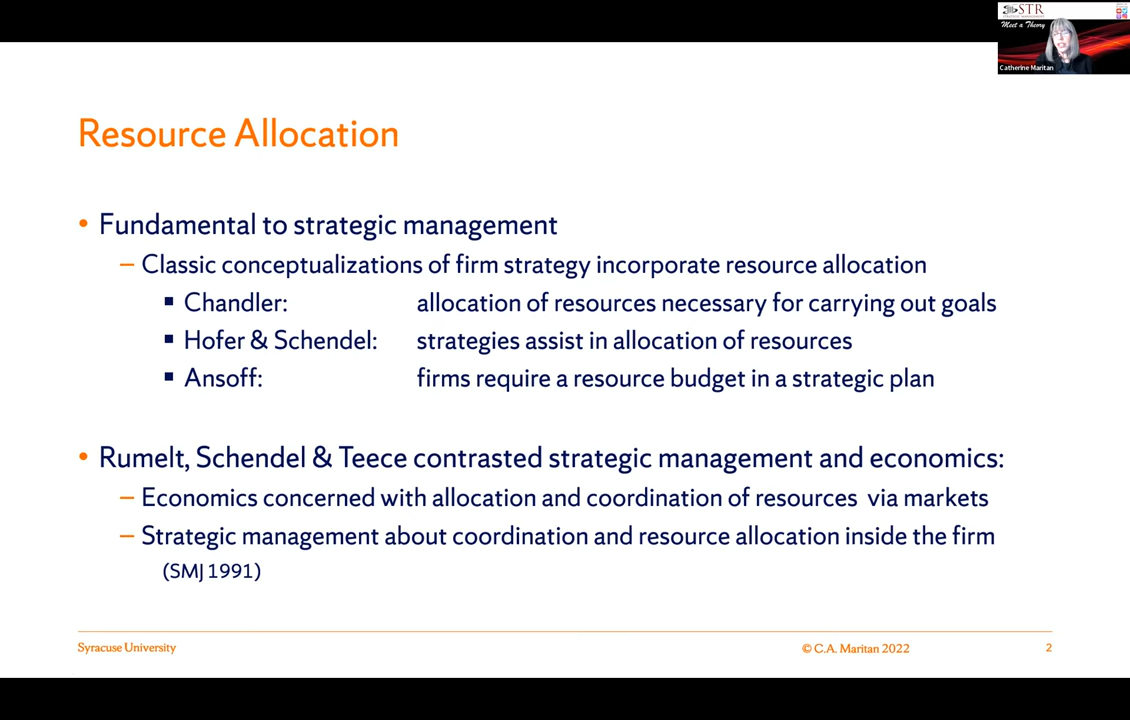 STR
Meet a Theory
Catherine Maritan
Resource Allocation
• Fundamental to strategic management
– Classic conceptualizations of firm strategy incorporate resource allocation
▪ Chandler: allocation of resources necessary for carrying out goals
▪ Hofer & Schendel: strategies assist in allocation of resources
▪ Ansoff: firms require a resource budget in a strategic plan
• Rumelt, Schendel & Teece contrasted strategic management and economics:
– Economics concerned with allocation and coordination of resources via markets
– Strategic management about coordination and resource allocation inside the firm
(SMJ 1991)
Syracuse University
© C.A. Maritan 2022
2